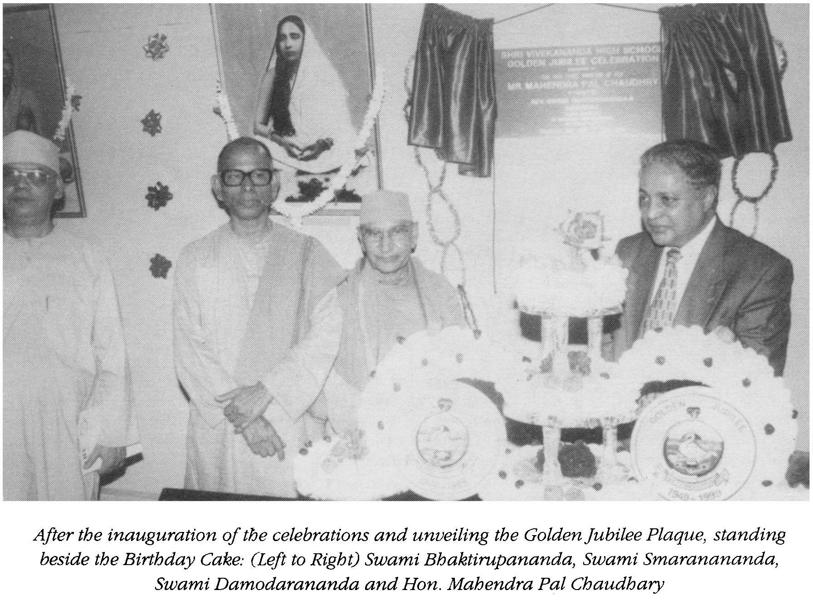 SHRI VIVEKANANDA HIGH SCHOOL
GOLDEN JUBILEE CELEBRATION
MR. MAHENDRA PAL CHAUDHRY
GOLDEN JUBILEE
1949 - 1999
After the inauguration of the celebrations and unveiling the Golden Jubilee Plaque, standing
beside the Birthday Cake: (Left to Right) Swami Bhaktirupananda, Swami Smaranananda,
Swami Damodarananda and Hon. Mahendra Pal Chaudhary